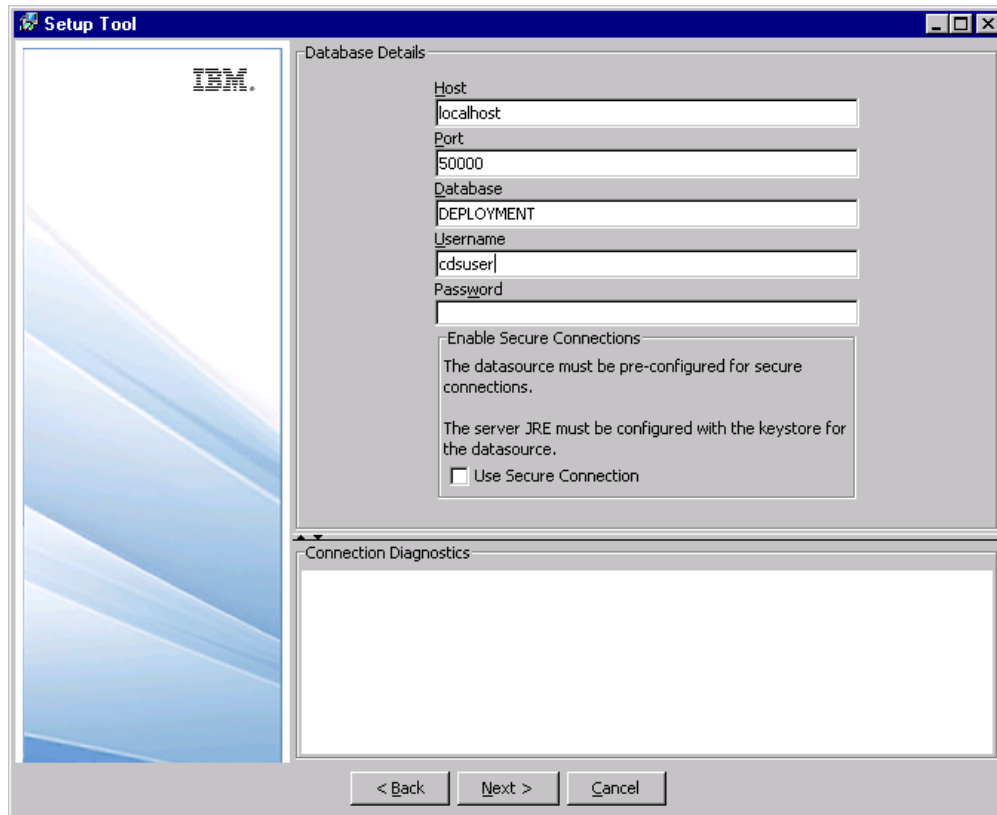 Setup Tool
IBM.
Database Details
Host
localhost
Port
50000
Database
DEPLOYMENT
Username
cdsuser
Password
Enable Secure Connections
The datasource must be pre-configured for secure
connections.
The server JRE must be configured with the keystore for
the datasource.
Use Secure Connection
Connection Diagnostics
< Back
Next >
Cancel